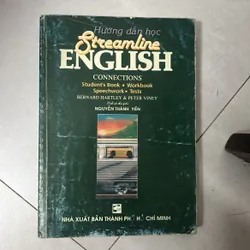 Hướng dẫn học
Streamline
ENGLISH
CONNECTIONS
Student's Book • Workbook
Speechwork • Tests
BERNARD HARTLEY & PETER VINEY
NGUYỄN THÀNH YẾN
NHÀ XUẤT BẢN THÀNH PHỐ HỒ CHÍ MINH